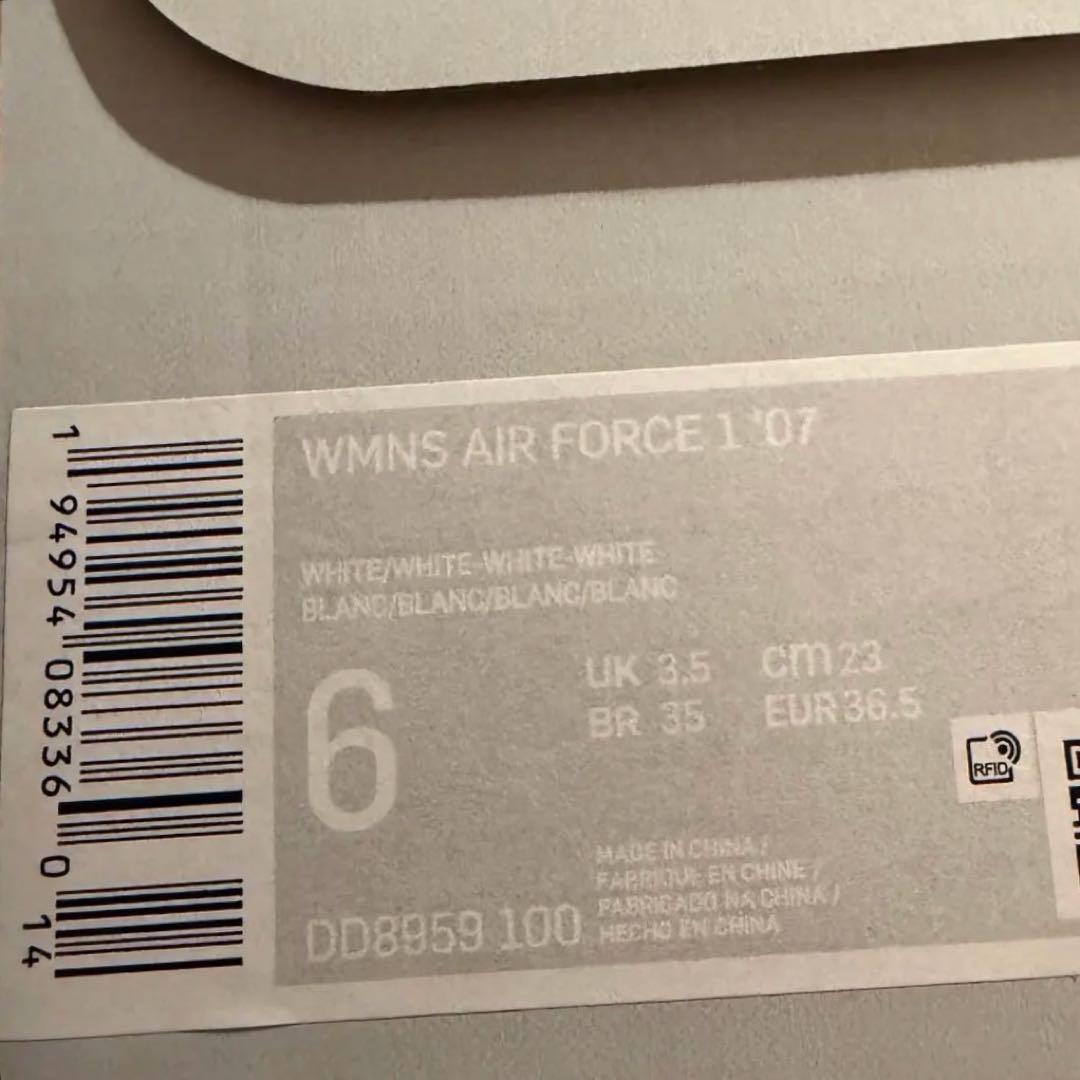 1 94954 08336 0 14
WMNS AIR FORCE 1 '07
WHITE/WHITE-WHITE-WHITE
BLANC/BLANC/BLANC/BLANC
6
UK 3.5 cm 23
BR 35 EUR 36.5
RFID
MADE IN CHINA /
FABRIQUE EN CHINE /
FABRICADO NA CHINA /
HECHO EN CHINA
DD8959 100